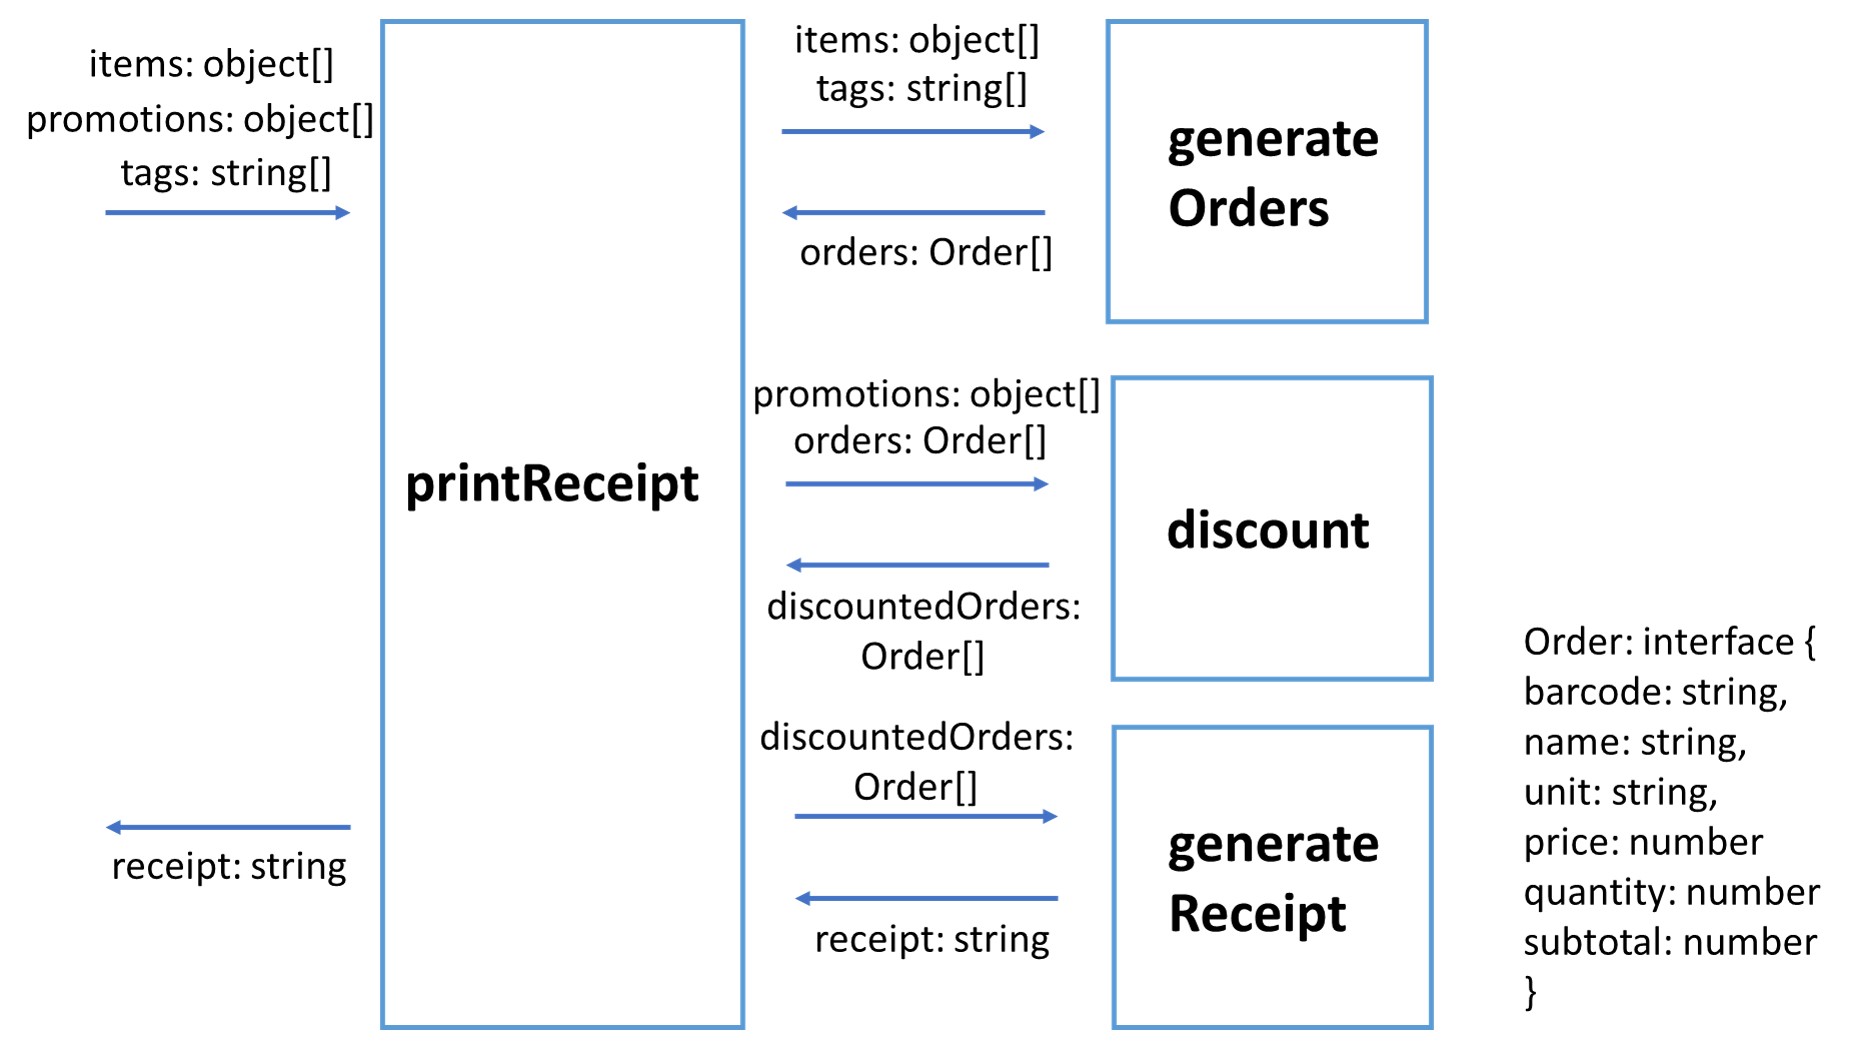 items: object[]
promotions: object[]
tags: string[]
printReceipt
receipt: string
items: object[]
tags: string[]
orders: Order[]
generate
Orders
promotions: object[]
orders: Order[]
discountedOrders:
Order[]
discount
discountedOrders:
Order[]
receipt: string
generate
Receipt
Order: interface {
barcode: string,
name: string,
unit: string,
price: number
quantity: number
subtotal: number
}